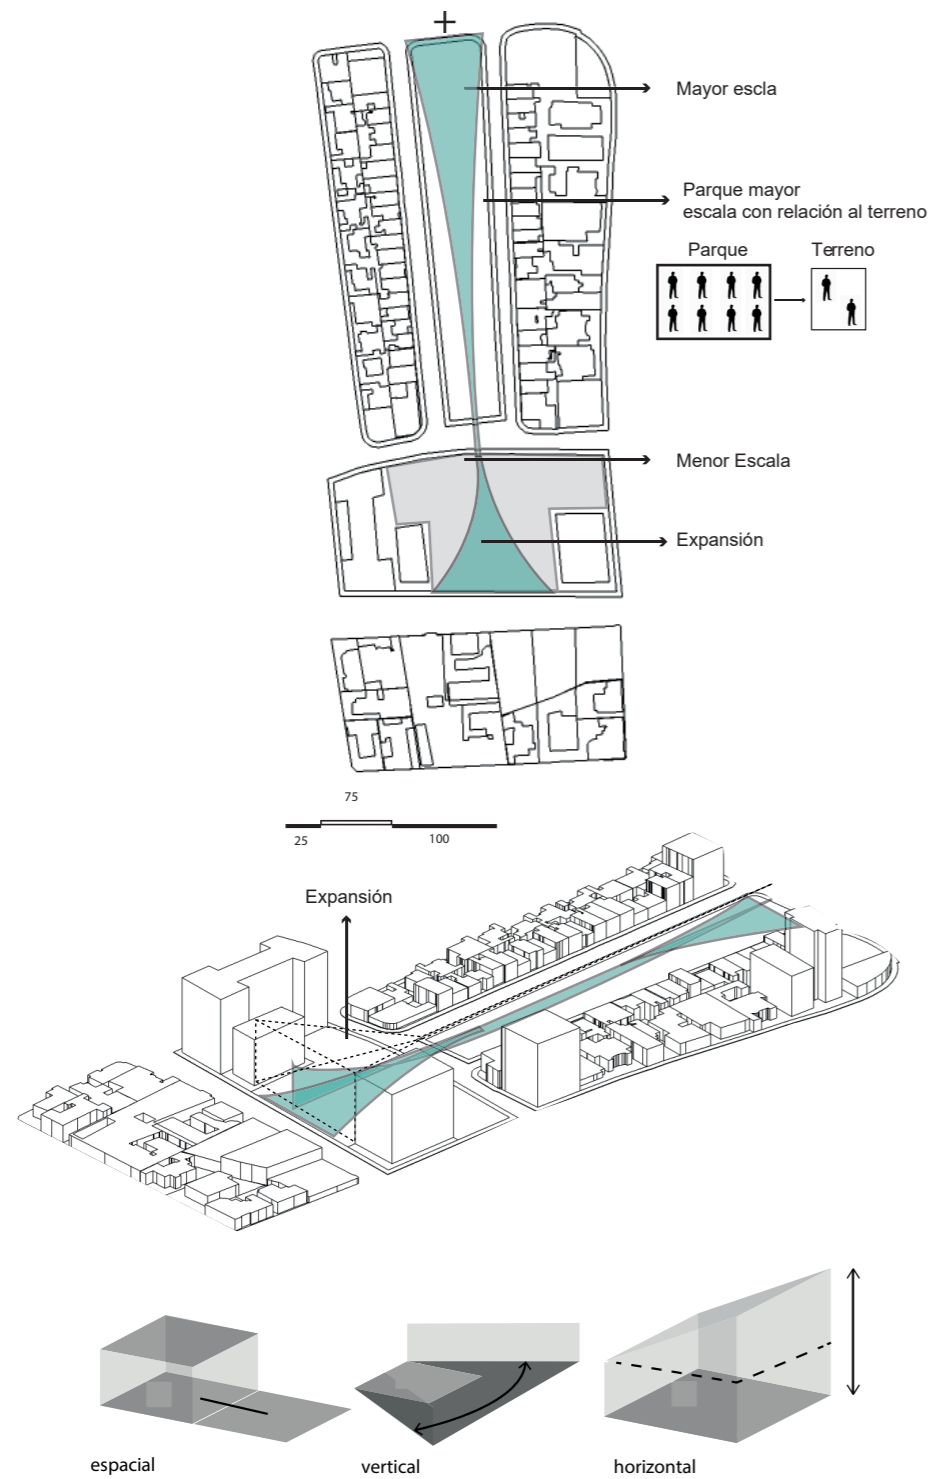 +
Mayor escla
Parque mayor
escala con relación al terreno
Parque
Terreno
Menor Escala
Expansión
75
25
100
Expansión
espacial
vertical
horizontal